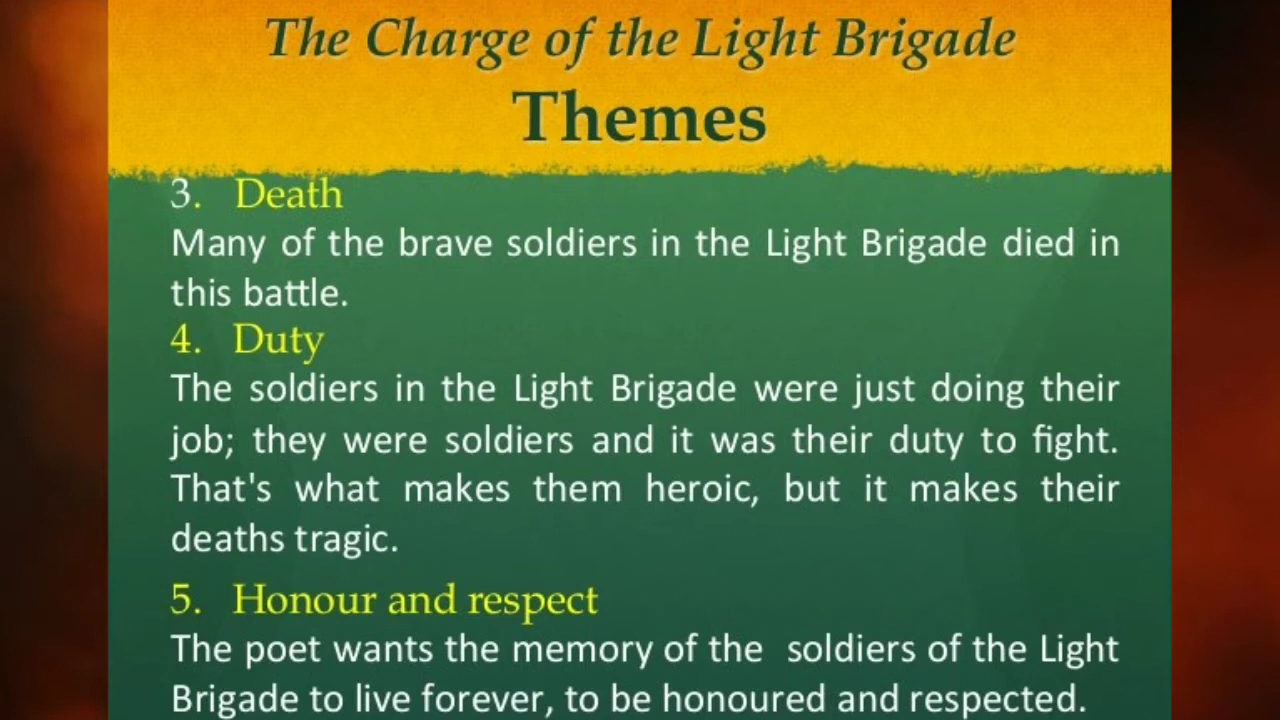 The Charge of the Light Brigade
Themes
3. Death
Many of the brave soldiers in the Light Brigade died in
this battle.
4. Duty
The soldiers in the Light Brigade were just doing their
job; they were soldiers and it was their duty to fight.
That's what makes them heroic, but it makes their
deaths tragic.
5. Honour and respect
The poet wants the memory of the soldiers of the Light
Brigade to live forever, to be honoured and respected.